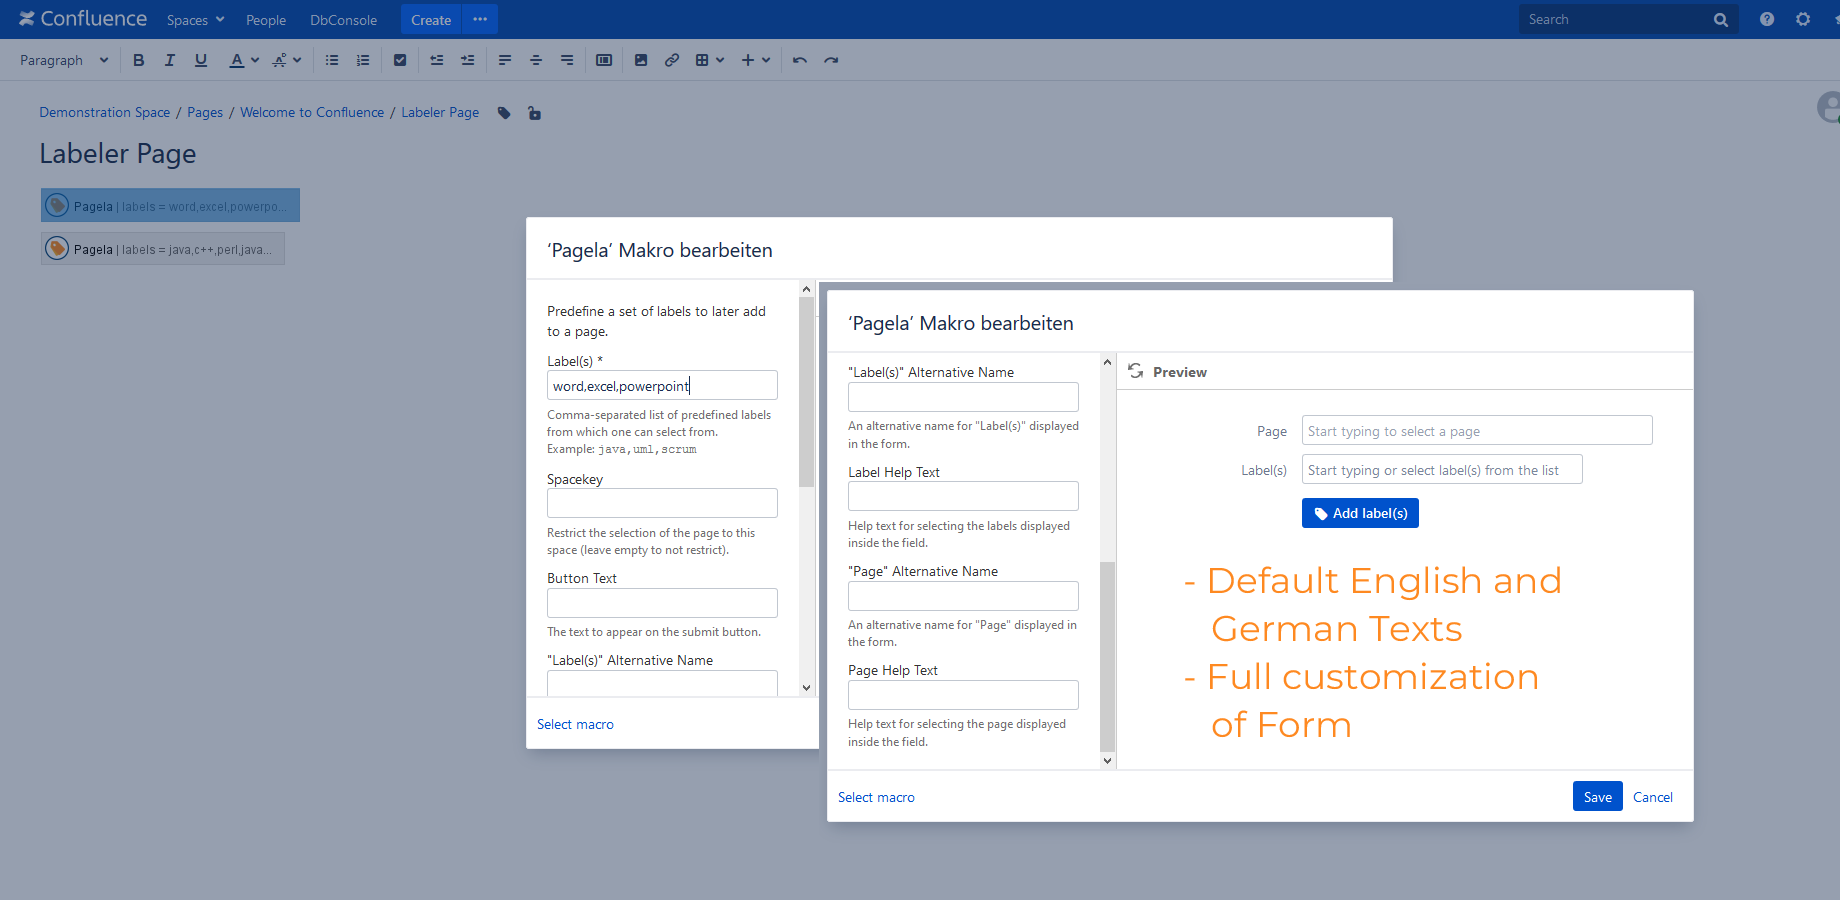 Confluence Spaces People DbConsole Create Search
Paragraph B I U A
Demonstration Space / Pages / Welcome to Confluence / Labeler Page
Labeler Page
Pagela | labels = word,excel,powerpo...
Pagela | labels = java,c++,perl,java...
‘Pagela’ Makro bearbeiten
Predefine a set of labels to later add
to a page.
Label(s) *
word,excel,powerpoint
Comma-separated list of predefined labels
from which one can select from.
Example: java,uml,scrum
Spacekey
Restrict the selection of the page to this
space (leave empty to not restrict).
Button Text
The text to appear on the submit button.
"Label(s)" Alternative Name
Select macro
‘Pagela’ Makro bearbeiten
"Label(s)" Alternative Name
An alternative name for "Label(s)" displayed
in the form.
Label Help Text
Help text for selecting the labels displayed
inside the field.
"Page" Alternative Name
An alternative name for "Page" displayed in
the form.
Page Help Text
Help text for selecting the page displayed
inside the field.
Preview
Page Start typing to select a page
Label(s) Start typing or select label(s) from the list
Add label(s)
- Default English and
German Texts
- Full customization
of Form
Select macro
Save Cancel